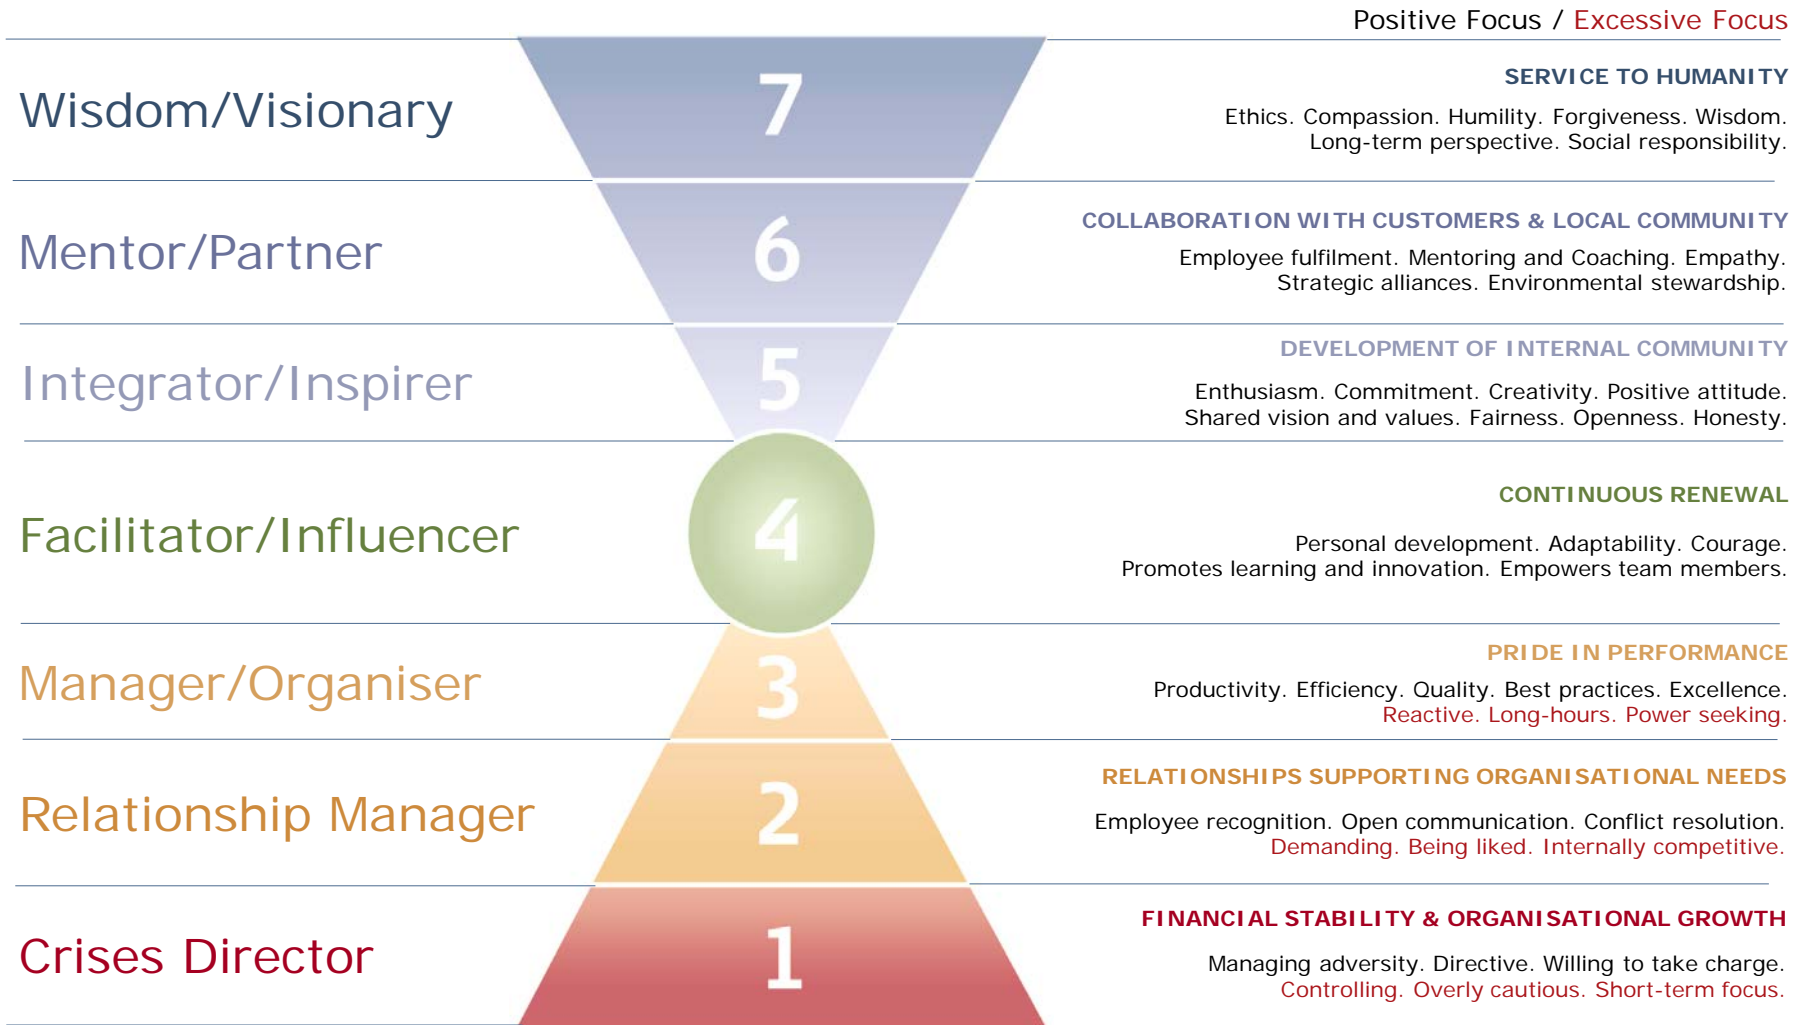 Positive Focus / Excessive Focus
Wisdom/Visionary
7
SERVICE TO HUMANITY
Ethics. Compassion. Humility. Forgiveness. Wisdom.
Long-term perspective. Social responsibility.
Mentor/Partner
6
COLLABORATION WITH CUSTOMERS & LOCAL COMMUNITY
Employee fulfilment. Mentoring and Coaching. Empathy.
Strategic alliances. Environmental stewardship.
Integrator/Inspirer
5
DEVELOPMENT OF INTERNAL COMMUNITY
Enthusiasm. Commitment. Creativity. Positive attitude.
Shared vision and values. Fairness. Openness. Honesty.
Facilitator/Influencer
4
CONTINUOUS RENEWAL
Personal development. Adaptability. Courage.
Promotes learning and innovation. Empowers team members.
Manager/Organiser
3
PRIDE IN PERFORMANCE
Productivity. Efficiency. Quality. Best practices. Excellence.
Reactive. Long-hours. Power seeking.
Relationship Manager
2
RELATIONSHIPS SUPPORTING ORGANISATIONAL NEEDS
Employee recognition. Open communication. Conflict resolution.
Demanding. Being liked. Internally competitive.
Crises Director
1
FINANCIAL STABILITY & ORGANISATIONAL GROWTH
Managing adversity. Directive. Willing to take charge.
Controlling. Overly cautious. Short-term focus.